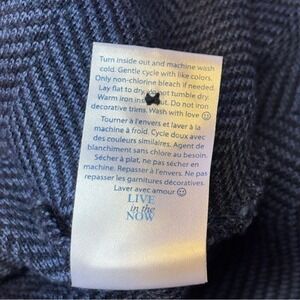 Turn inside out and machine wash
cold. Gentle cycle with like colors.
Only non-chlorine bleach if needed.
Lay flat to dry, do not tumble dry.
Warm iron inside out. Do not iron
decorative trims. Wash with love ☺
Tourner à l'envers et laver à la
machine à froid. Cycle doux avec
des couleurs similaires. Agent de
blanchiment sans chlore au besoin.
Sécher à plat, ne pas sécher en
machine. Repasser à l'envers. Ne pas
repasser les garnitures décoratives.
Laver avec amour ☺
LIVE
in the
NOW